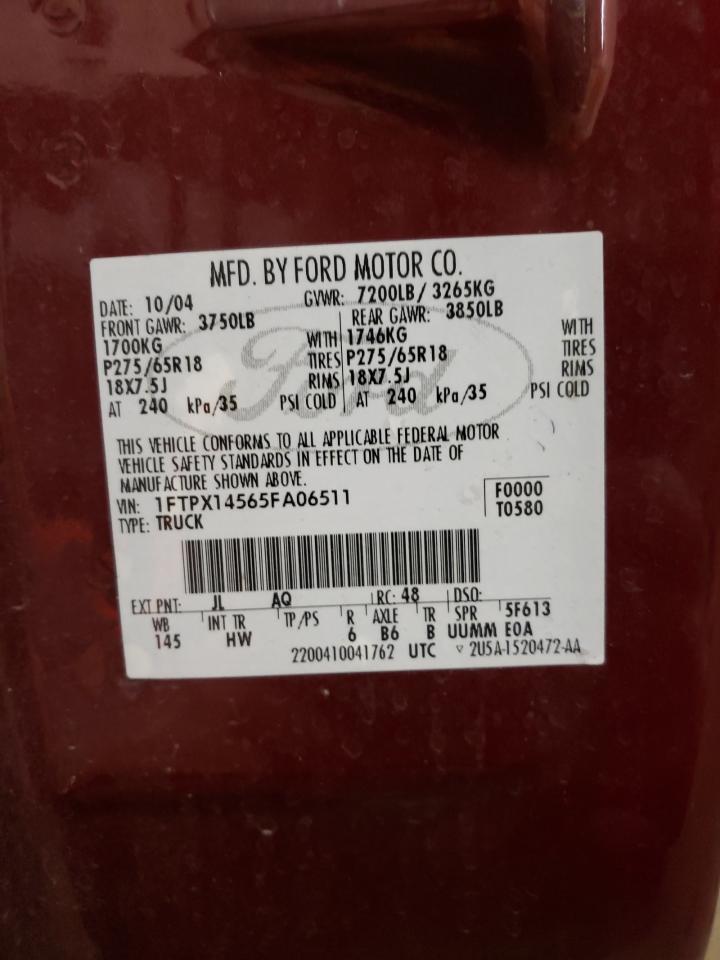 MFD. BY FORD MOTOR CO.
DATE: 10/04 GVWR: 7200LB/ 3265KG
FRONT GAWR: 3750LB REAR GAWR: 3850LB
1700KG WITH 1746KG WITH
P275/65R18 TIRES P275/65R18 TIRES
18X7.5J RIMS 18X7.5J RIMS
AT 240 kPa/35 PSI COLD AT 240 kPa/35 PSI COLD
Ford
THIS VEHICLE CONFORMS TO ALL APPLICABLE FEDERAL MOTOR
VEHICLE SAFETY STANDARDS IN EFFECT ON THE DATE OF
MANUFACTURE SHOWN ABOVE.
VIN: 1FTPX14565FA06511 F0000
TYPE: TRUCK T0580
EXT PNT: JL AQ RC: 48 DSO:
WB INT TR TP/PS R AXLE TR SPR 5F613
145 HW 6 B6 B UUMM EOA
2200410041762 UTC ▽ 2U5A-1520472-AA